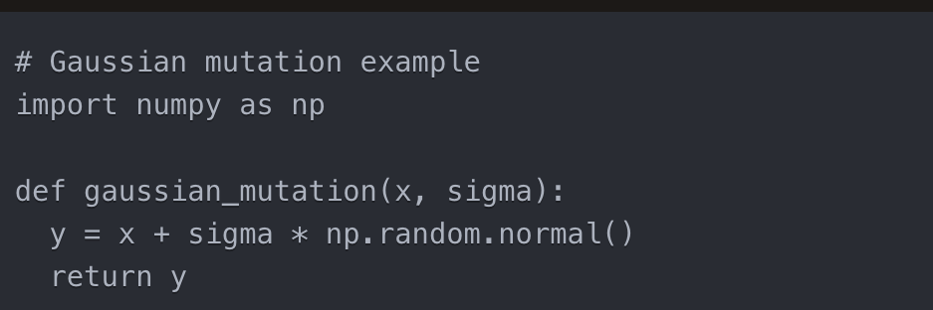 # Gaussian mutation example
import numpy as np

def gaussian_mutation(x, sigma):
  y = x + sigma * np.random.normal()
  return y